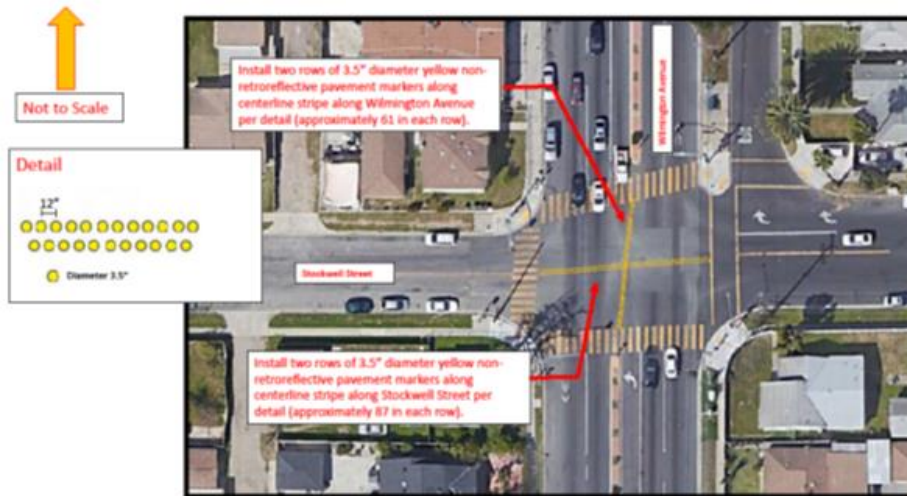 Not to Scale
Install two rows of 3.5" diameter yellow non-
retroreflective pavement markers along
centerline stripe along Wilmington Avenue
per detail (approximately 61 in each row).
Wilmington Avenue
Detail
12"
Diameter 3.5"
Stockwell Street
Install two rows of 3.5" diameter yellow non-
retroreflective pavement markers along
centerline stripe along Stockwell Street per
detail (approximately 87 in each row).